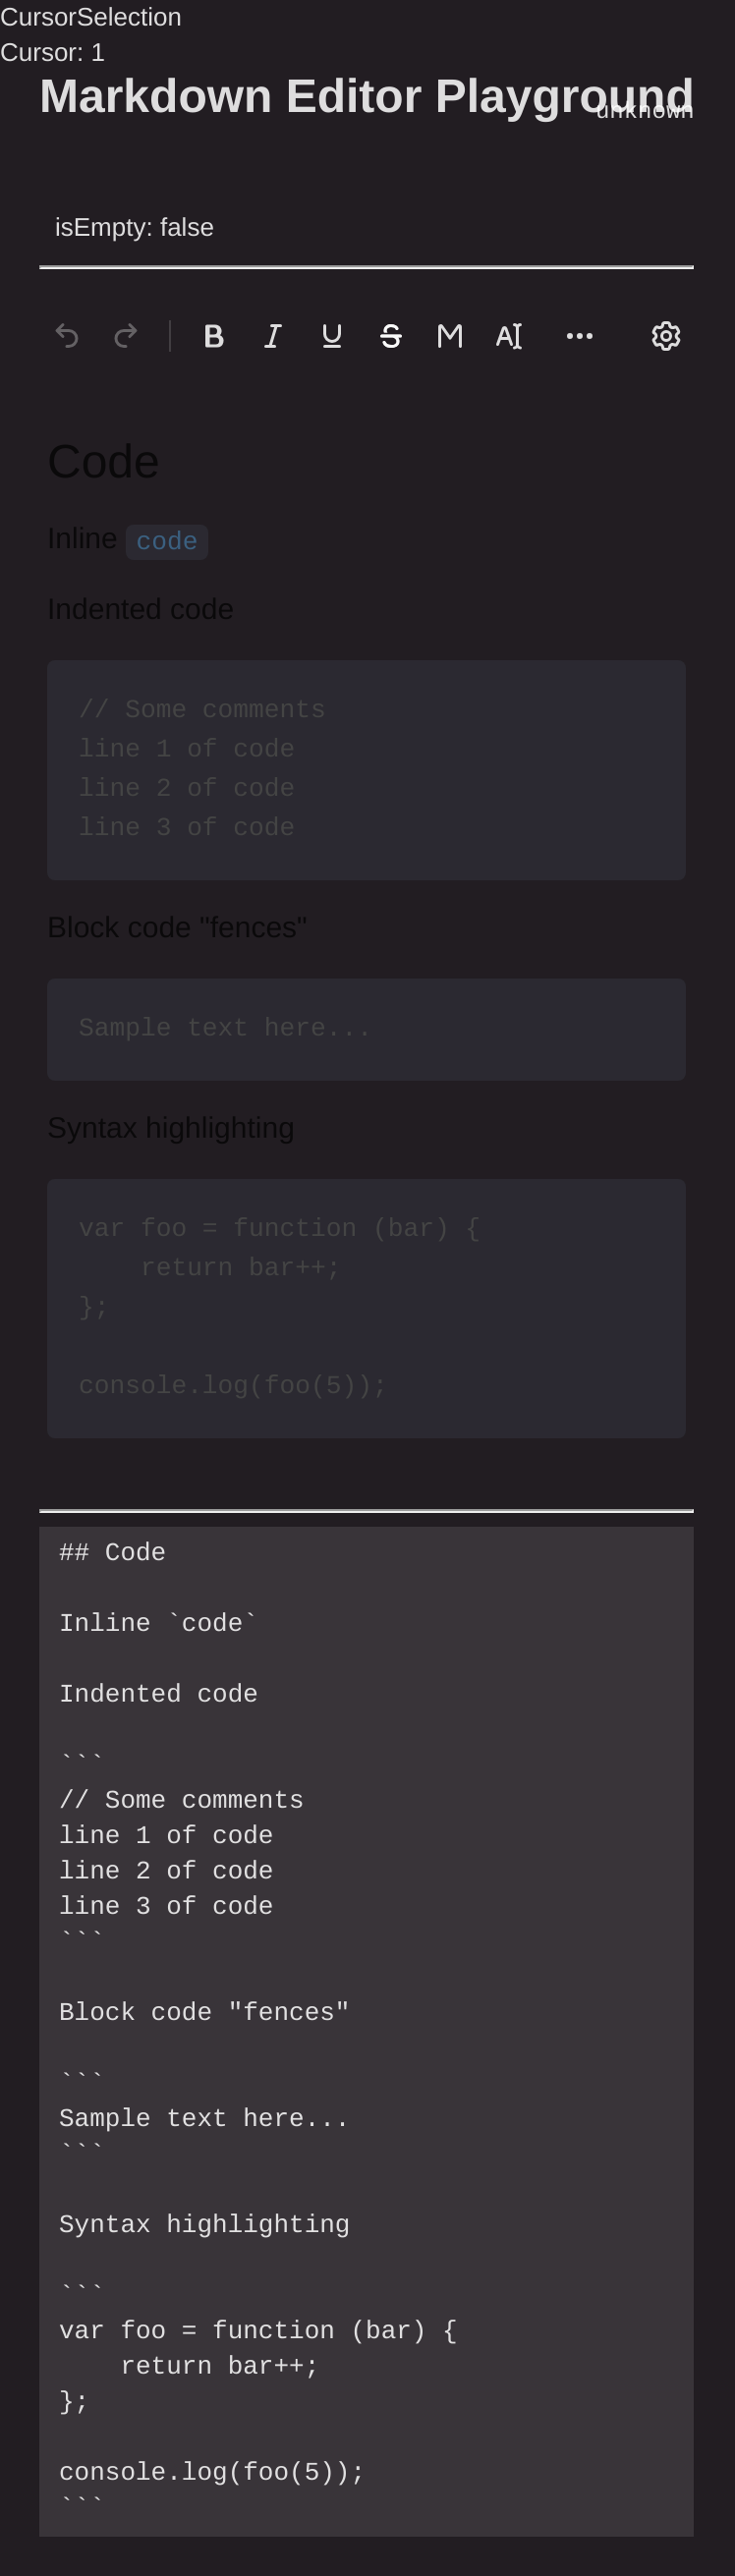 CursorSelection
Cursor: 1
Markdown Editor Playground
unknown
isEmpty: false
B I U S M AI
Code
Inline code
Indented code
// Some comments
line 1 of code
line 2 of code
line 3 of code
Block code "fences"
Sample text here...
Syntax highlighting
var foo = function (bar) {
    return bar++;
};
console.log(foo(5));
## Code
Inline `code`
Indented code
```
// Some comments
line 1 of code
line 2 of code
line 3 of code
```
Block code "fences"
```
Sample text here...
```
Syntax highlighting
```
var foo = function (bar) {
    return bar++;
};
console.log(foo(5));
```